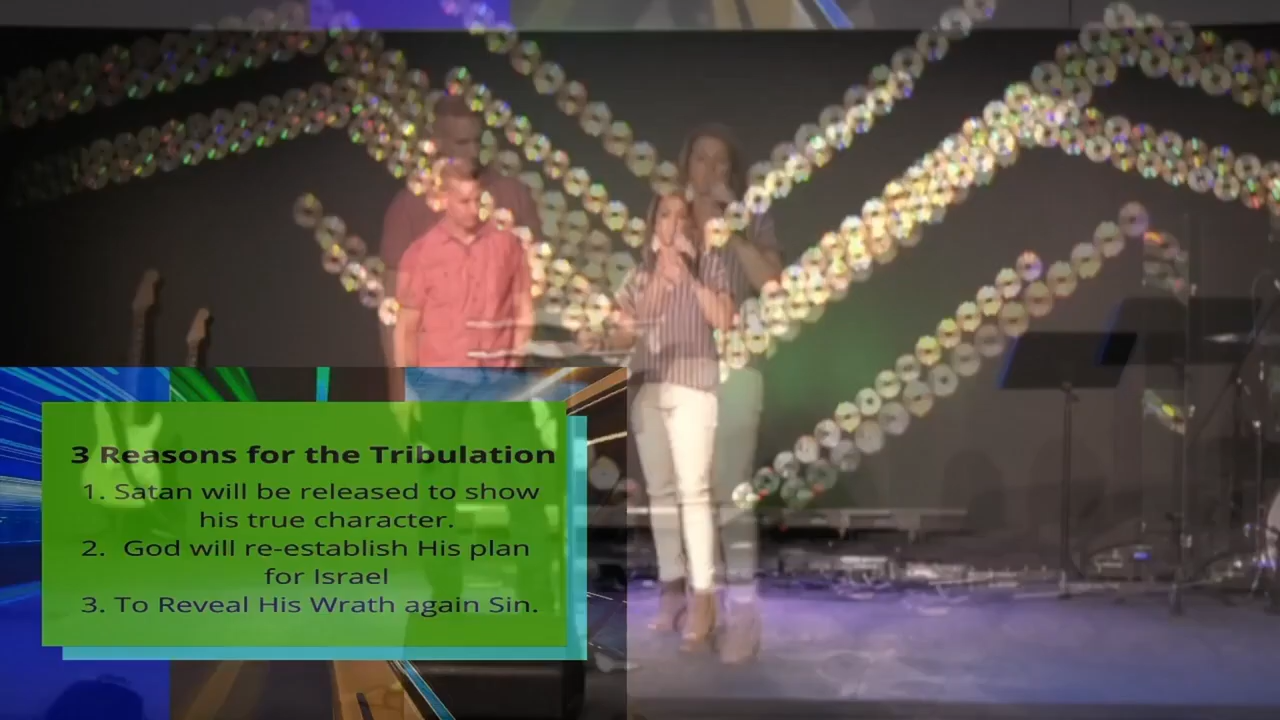 3 Reasons for the Tribulation
1. Satan will be released to show
his true character.
2. God will re-establish His plan
for Israel
3. To Reveal His Wrath again Sin.